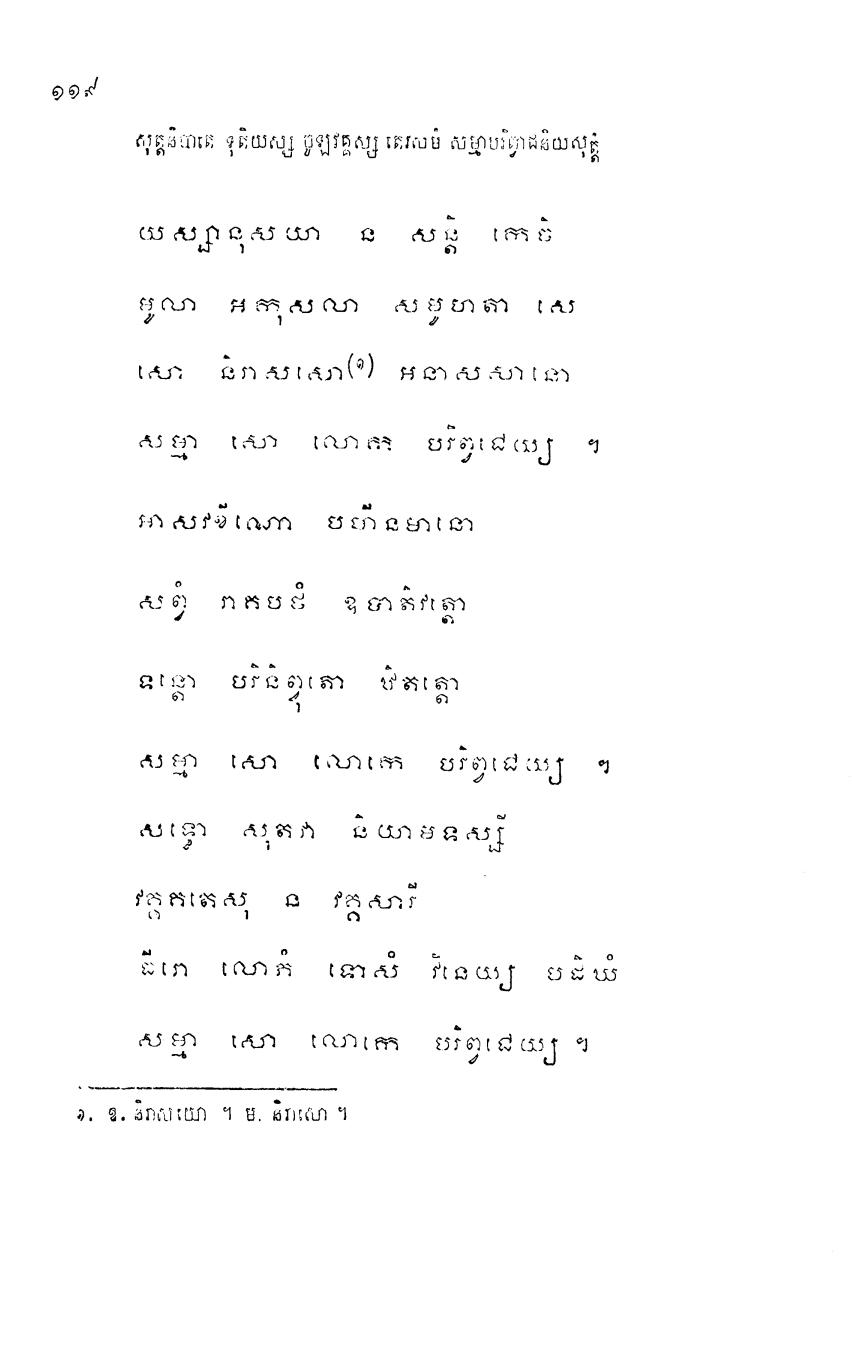 ១១៩
សុត្តនិបាតេ ទុតិយស្ស ចូឡវគ្គស្ស តេរសមំ សម្មាបរិព្វាជនិយសុត្តំ
យស្សានុសយា ន សន្តិ កេចិ
មូលា អកុសលា សមូហតា សេ
សោ និរាសសោ(១) អនាសសានោ
សម្មា សោ លោកេ បរិព្វជេយ្យ ។
អាសវខីណោ បហីនមានោ
សព្វំ រាគបថំ ឧបាតិវត្តោ
ទន្តោ បរិនិព្វុតោ ឋិតត្តោ
សម្មា សោ លោកេ បរិព្វជេយ្យ ។
សទ្ធោ សុតវា និយាមទស្សី
វគ្គគតេសុ ន វគ្គសារី
ធីរោ លោភំ ទោសំ វិនេយ្យ បដិឃំ
សម្មា សោ លោកេ បរិព្វជេយ្យ ។
១. ឱ. និរាសយោ ។ ម. និរាសោ ។